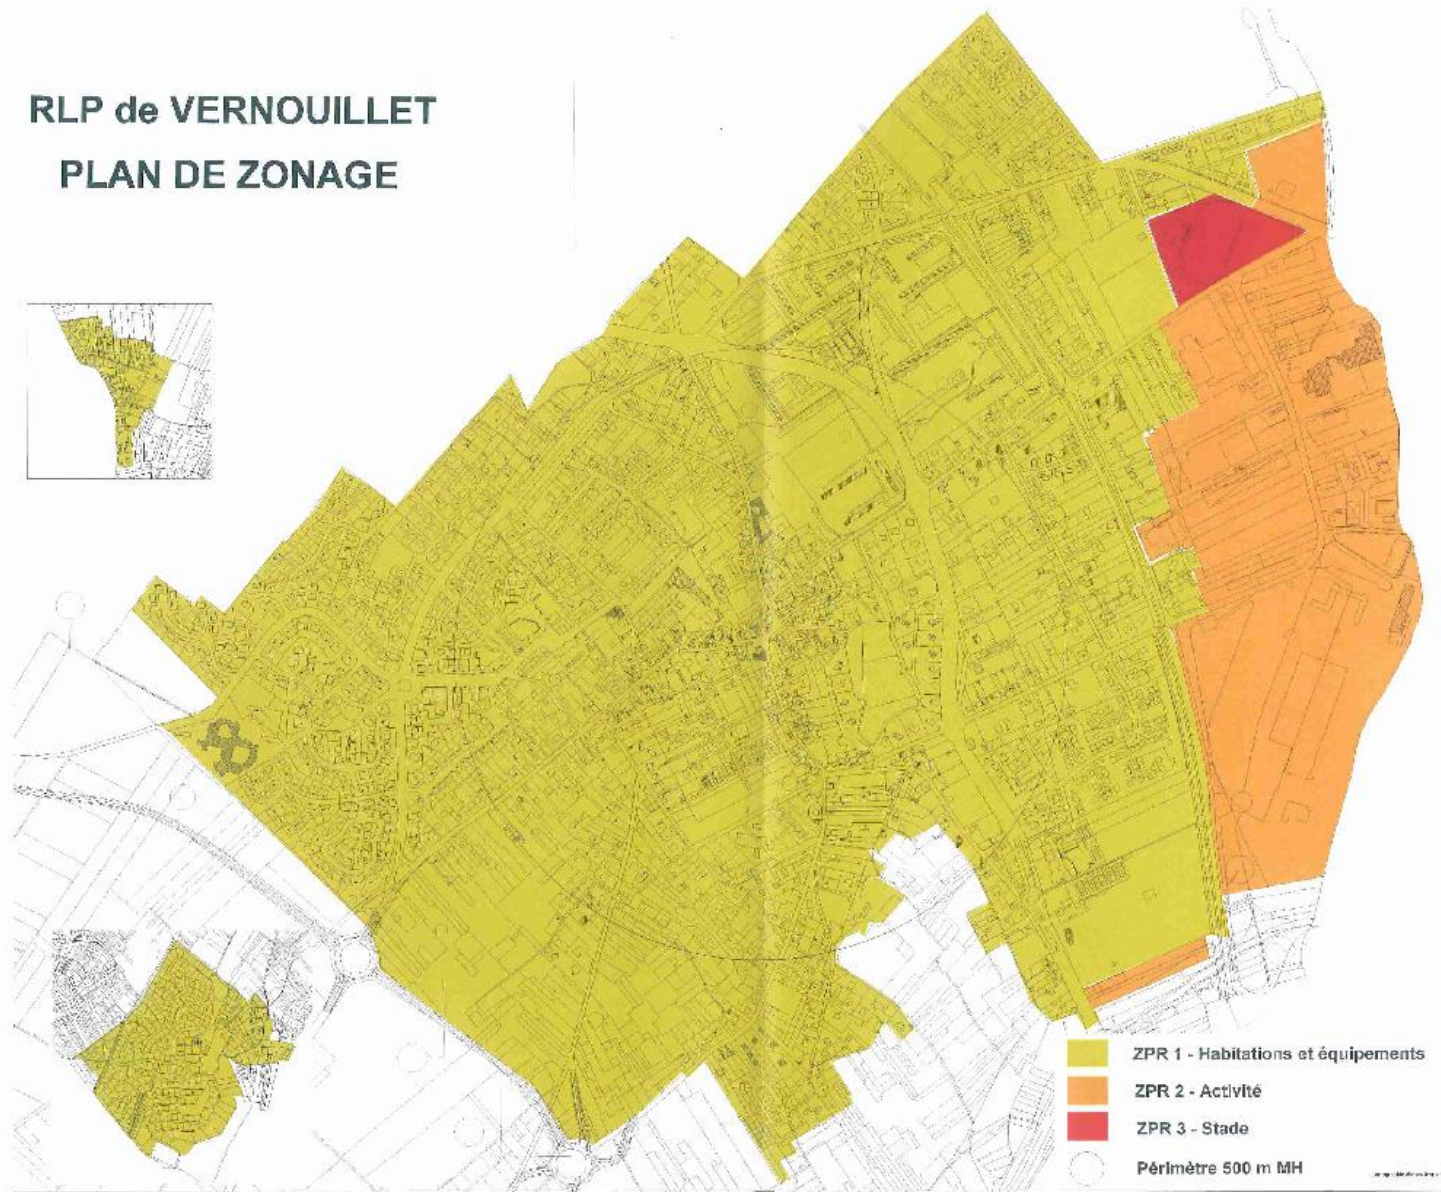 RLP de VERNOUILLET
PLAN DE ZONAGE
ZPR 1 - Habitations et équipements
ZPR 2 - Activité
ZPR 3 - Stade
Périmètre 500 m MH